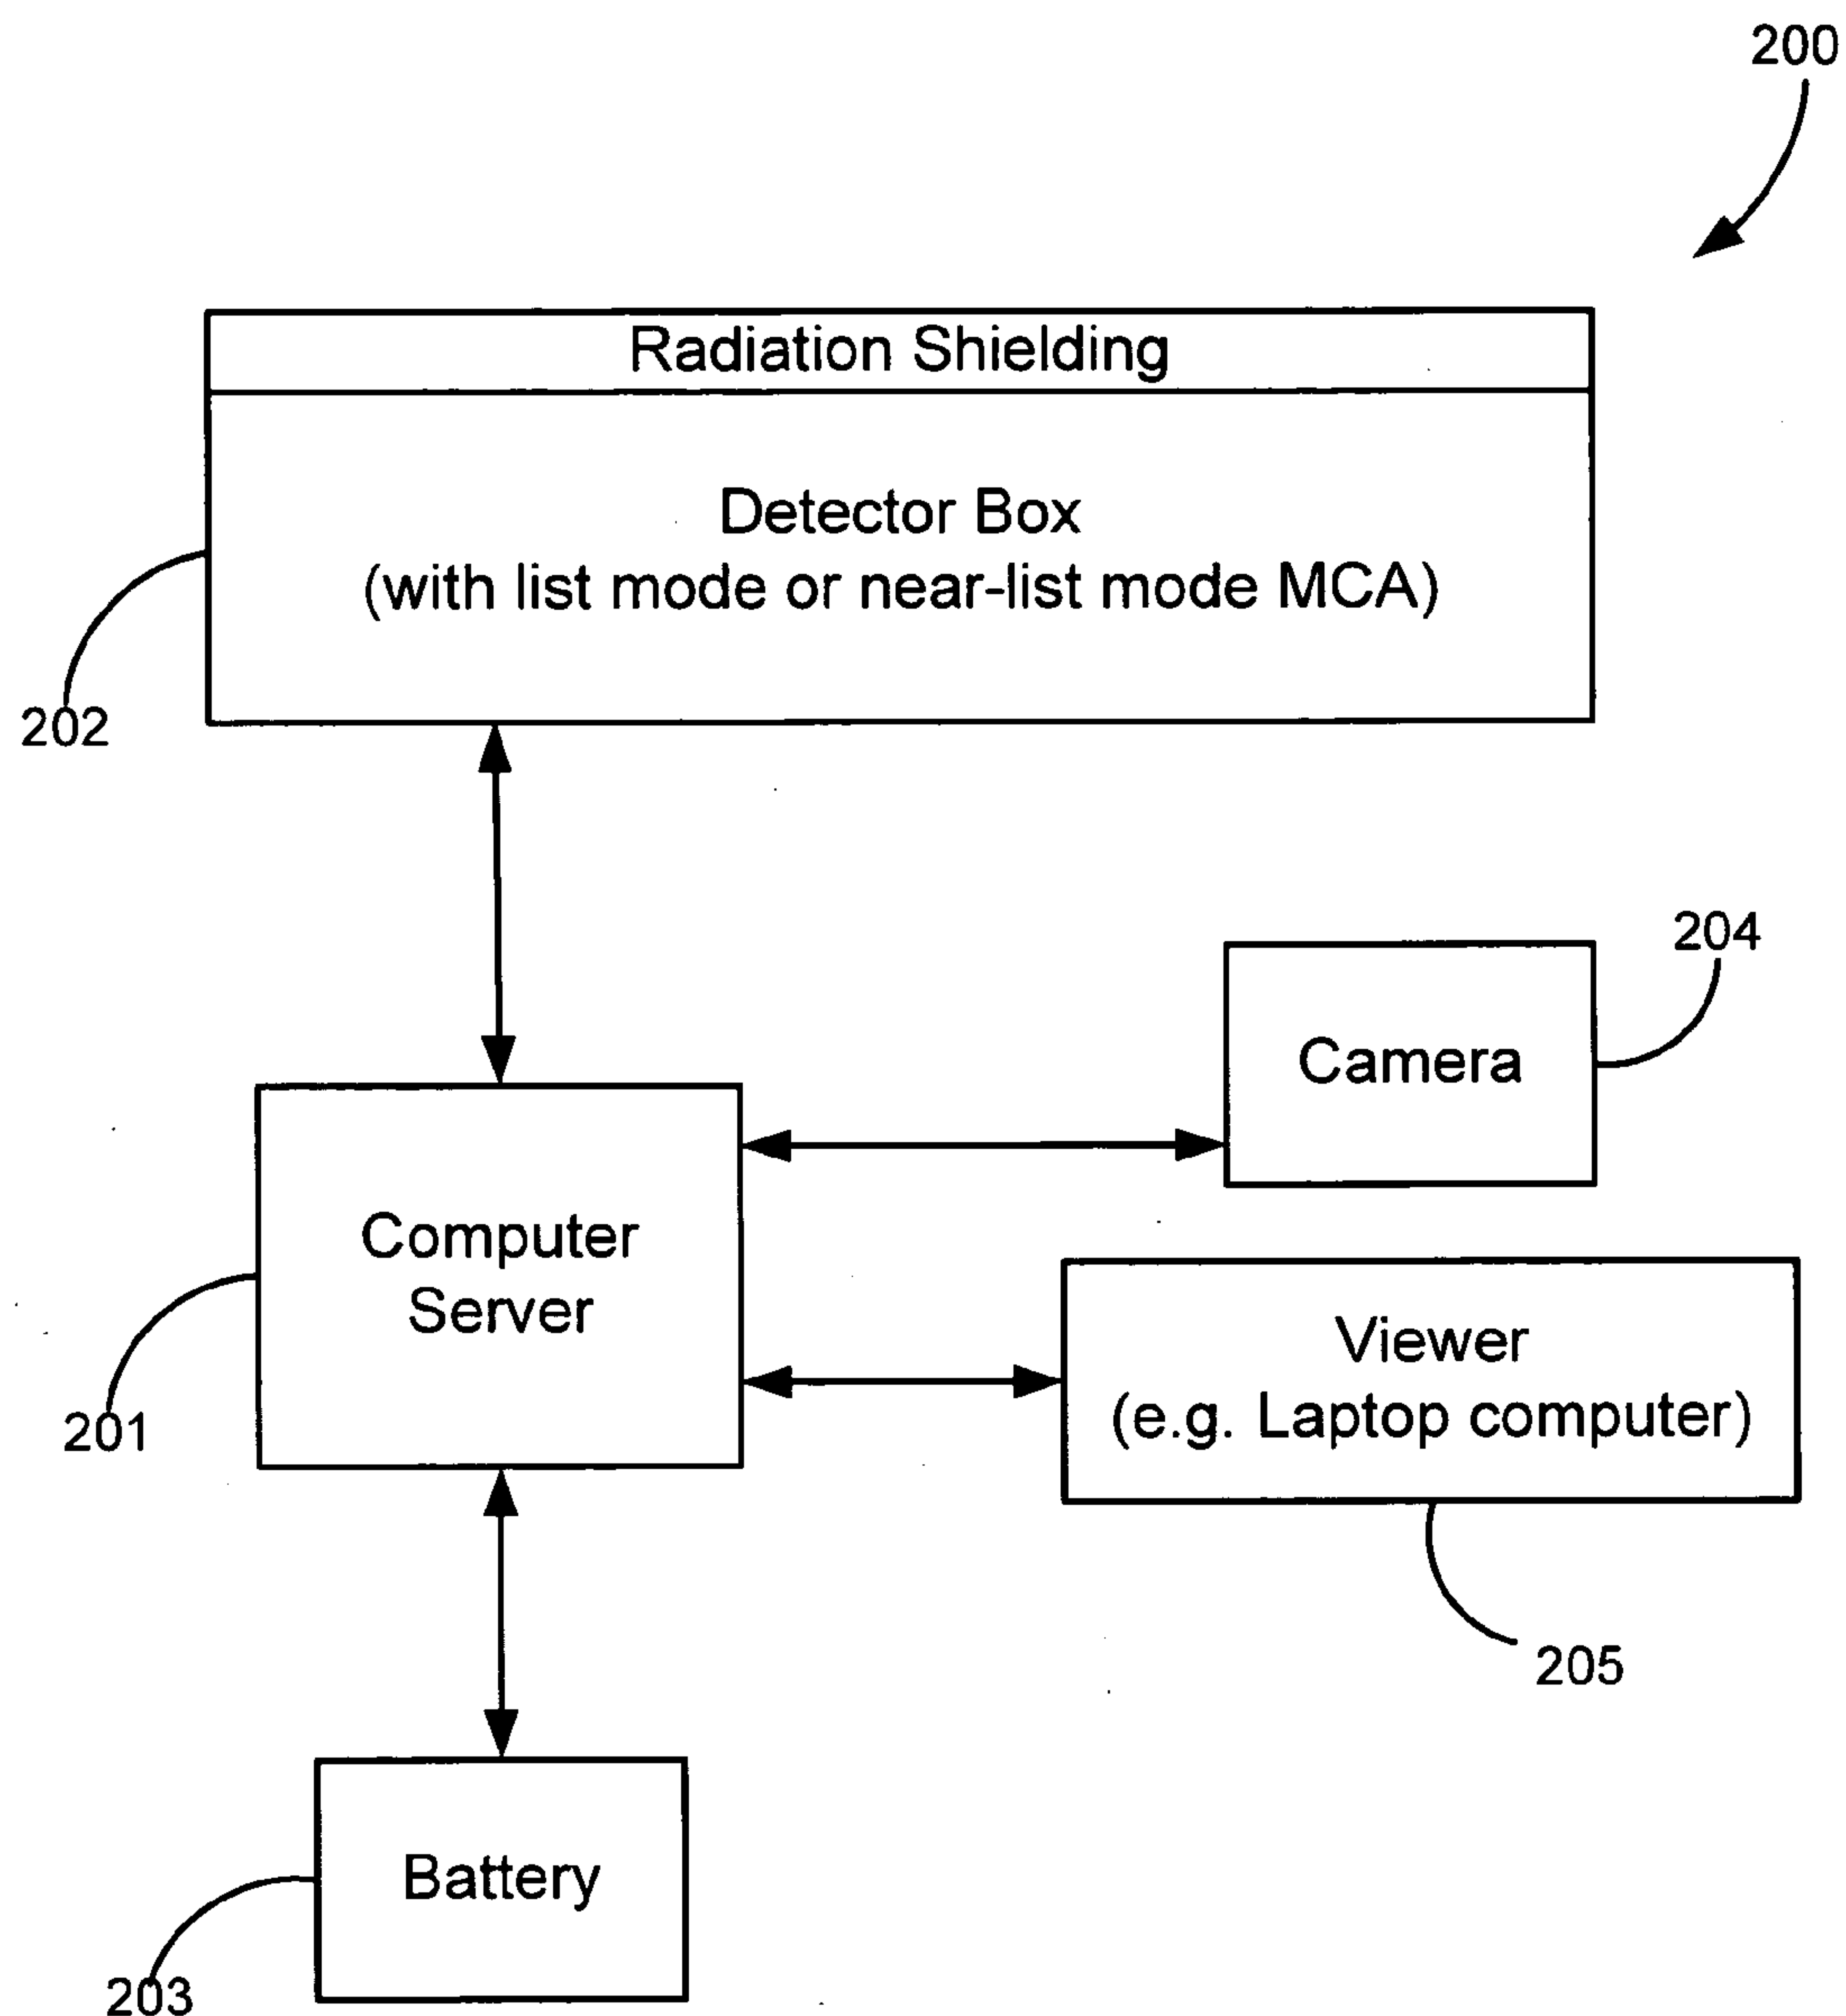 200
Radiation Shielding
Detector Box
(with list mode or near-list mode MCA)
202
204
Camera
Computer
Server
201
Viewer
(e.g. Laptop computer)
205
Battery
203